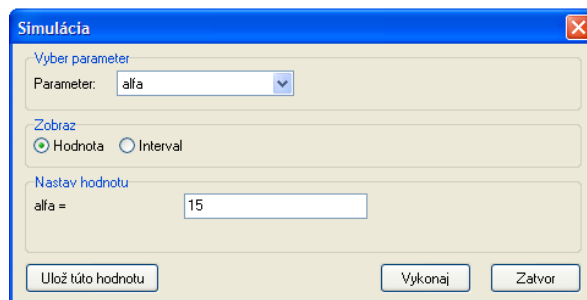 Simulácia
Vyber parameter
Parameter: alfa
Zobraz
Hodnota Interval
Nastav hodnotu
alfa = 15
Ulož túto hodnotu Vykonaj Zatvor